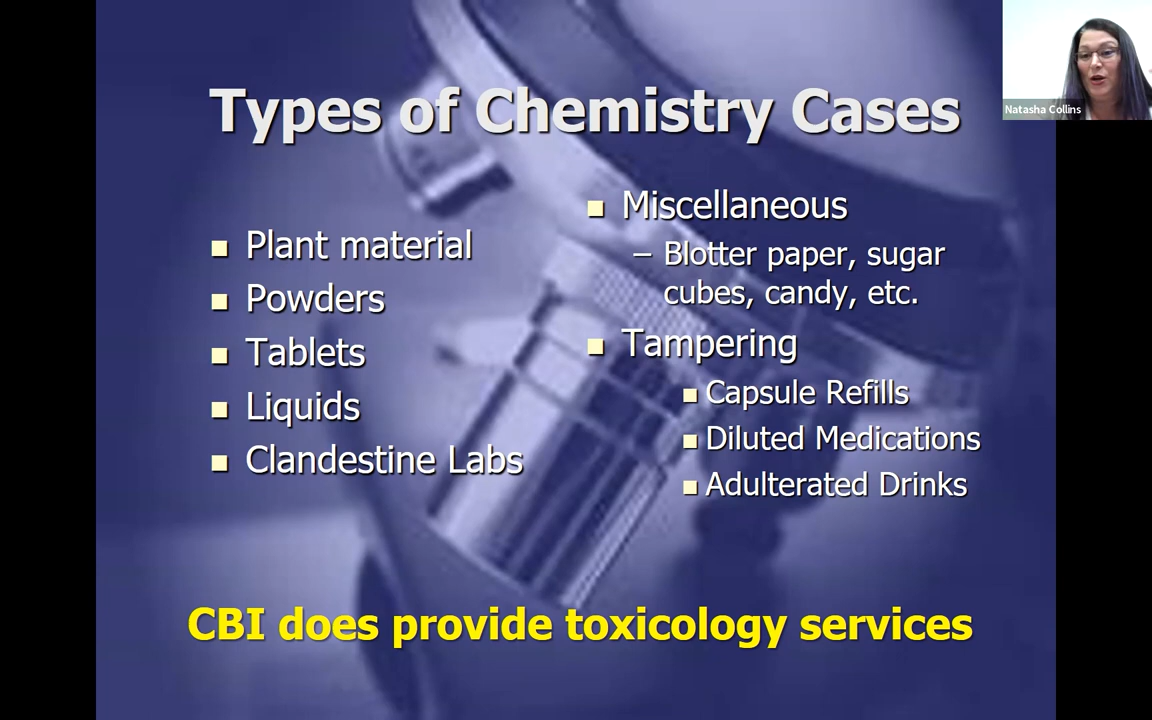 Types of Chemistry Cases
Natasha Collins
Plant material
Powders
Tablets
Liquids
Clandestine Labs
Miscellaneous
– Blotter paper, sugar
cubes, candy, etc.
Tampering
Capsule Refills
Diluted Medications
Adulterated Drinks
CBI does provide toxicology services